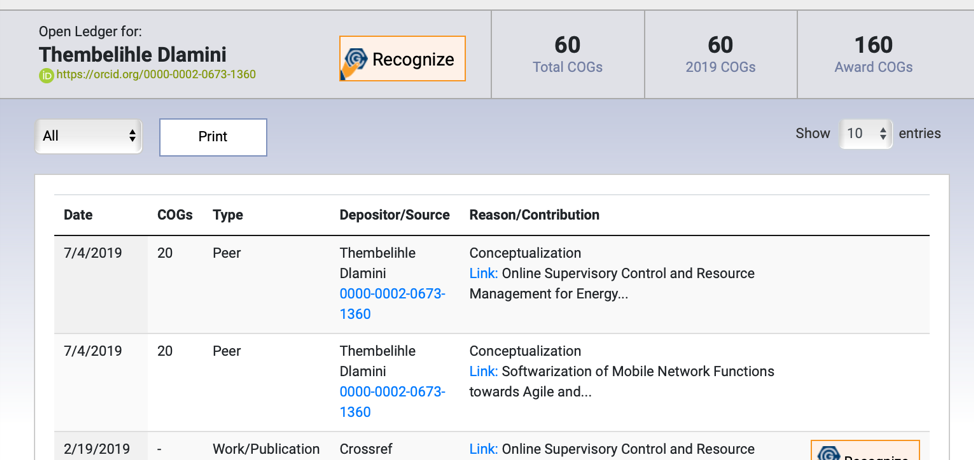 Open Ledger for:
Thembelihle Dlamini
iD https://orcid.org/0000-0002-0673-1360
Recognize
60
Total COGs
60
2019 COGs
160
Award COGs
All
Print
Show 10 entries
Date COGs Type Depositor/Source Reason/Contribution
7/4/2019 20 Peer Thembelihle Conceptualization
Dlamini Link: Online Supervisory Control and Resource
0000-0002-0673- Management for Energy...
1360
7/4/2019 20 Peer Thembelihle Conceptualization
Dlamini Link: Softwarization of Mobile Network Functions
0000-0002-0673- towards Agile and...
1360
2/19/2019 - Work/Publication Crossref Link: Online Supervisory Control and Resource
Recognize